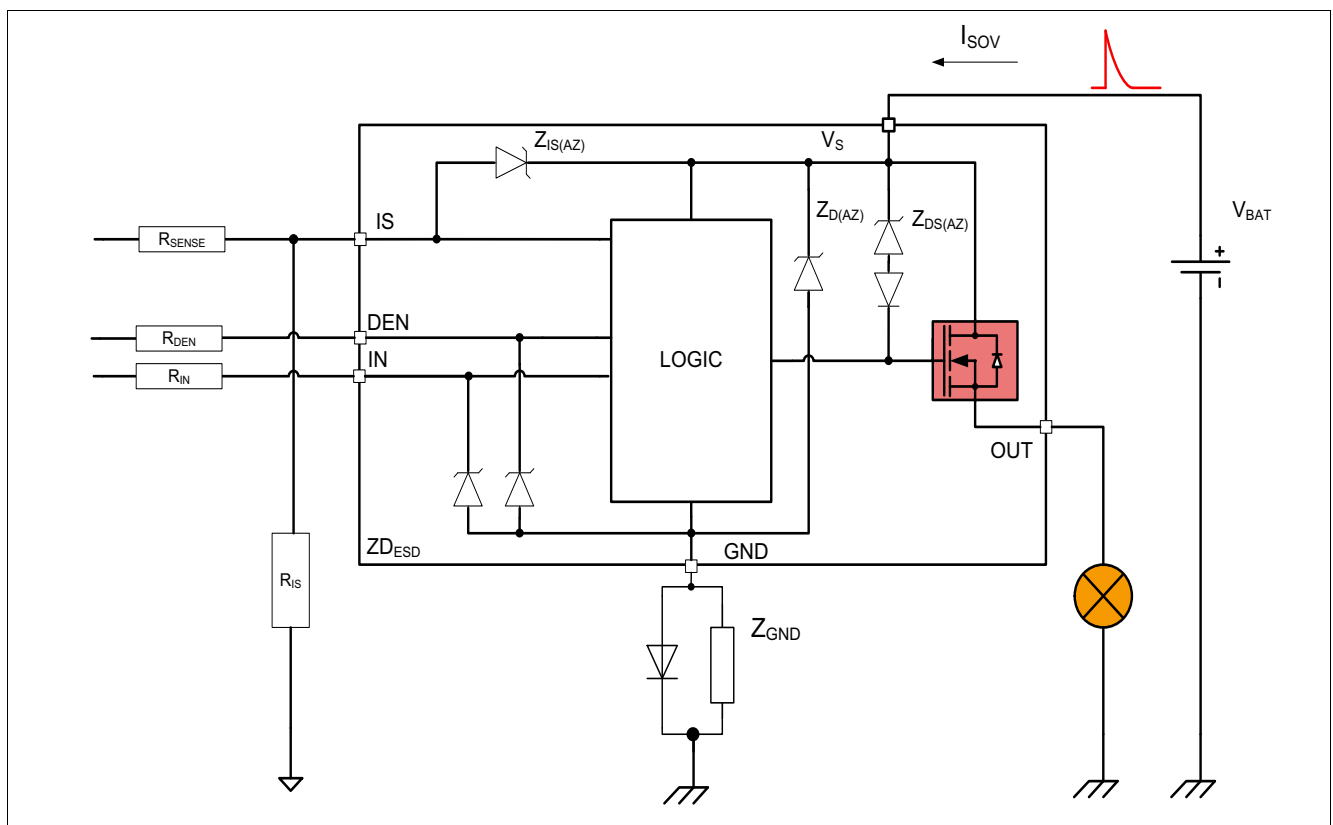 I_SOV
Z_IS(AZ)
V_S
Z_D(AZ)
Z_DS(AZ)
V_BAT
+
IS
R_SENSE
DEN
R_DEN
IN
R_IN
LOGIC
OUT
ZD_ESD
GND
R_IS
Z_GND